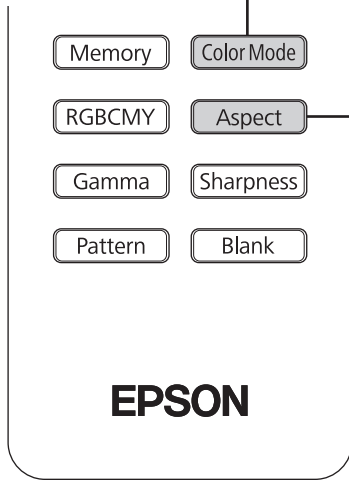 Memory Color Mode
RGBCMY Aspect
Gamma Sharpness
Pattern Blank
EPSON